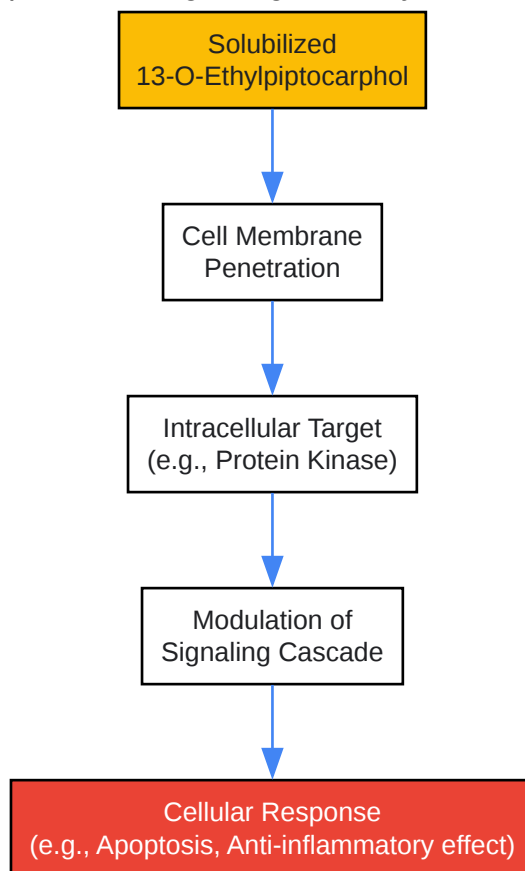 Solubilized
13-O-Ethylpiptocarphol
Cell Membrane
Penetration
Intracellular Target
(e.g., Protein Kinase)
Modulation of
Signaling Cascade
Cellular Response
(e.g., Apoptosis, Anti-inflammatory effect)